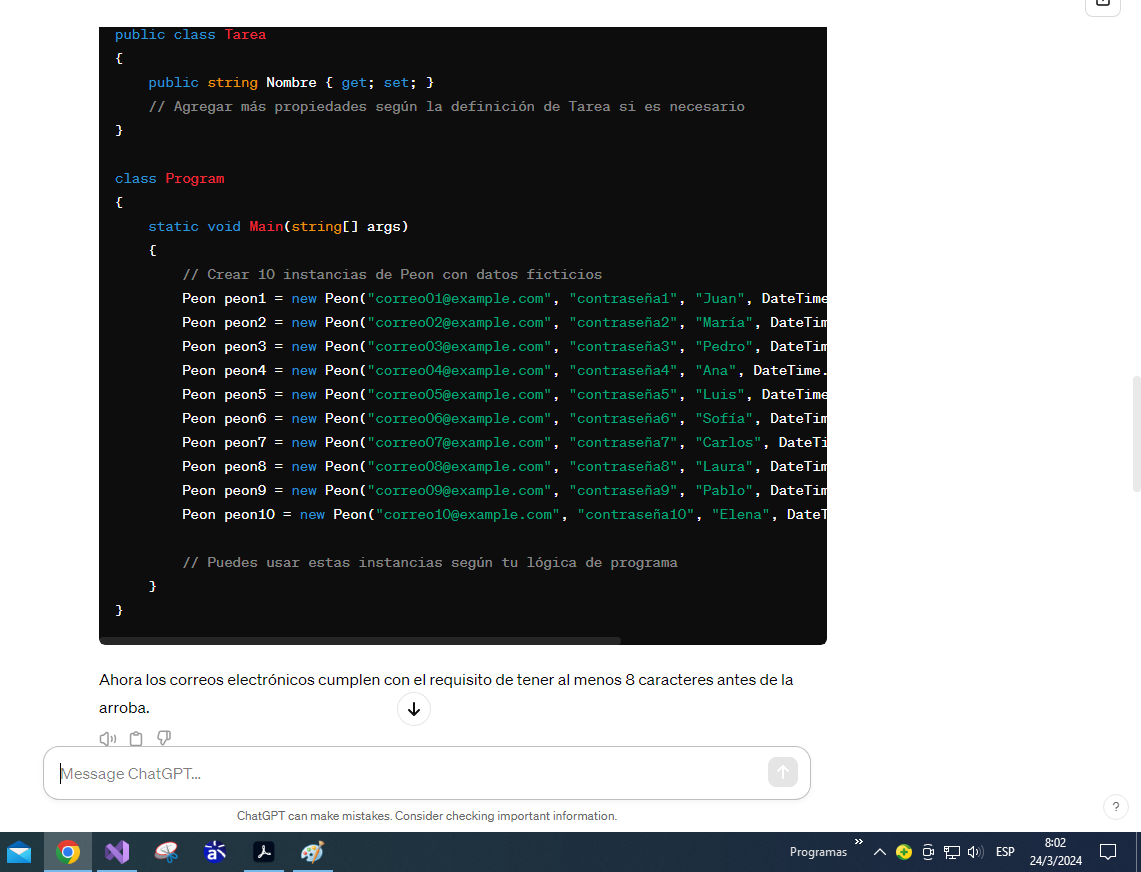 public class Tarea
{
public string Nombre { get; set; }
// Agregar más propiedades según la definición de Tarea si es necesario
}
class Program
{
static void Main(string[] args)
{
// Crear 10 instancias de Peon con datos ficticios
Peon peon1 = new Peon("correo01@example.com", "contraseña1", "Juan", DateTime
Peon peon2 = new Peon("correo02@example.com", "contraseña2", "María", DateTim
Peon peon3 = new Peon("correo03@example.com", "contraseña3", "Pedro", DateTim
Peon peon4 = new Peon("correo04@example.com", "contraseña4", "Ana", DateTime.
Peon peon5 = new Peon("correo05@example.com", "contraseña5", "Luis", DateTime
Peon peon6 = new Peon("correo06@example.com", "contraseña6", "Sofía", DateTim
Peon peon7 = new Peon("correo07@example.com", "contraseña7", "Carlos", DateTi
Peon peon8 = new Peon("correo08@example.com", "contraseña8", "Laura", DateTim
Peon peon9 = new Peon("correo09@example.com", "contraseña9", "Pablo", DateTim
Peon peon10 = new Peon("correo10@example.com", "contraseña10", "Elena", DateT
// Puedes usar estas instancias según tu lógica de programa
}
}
Ahora los correos electrónicos cumplen con el requisito de tener al menos 8 caracteres antes de la
arroba.
Message ChatGPT...
ChatGPT can make mistakes. Consider checking important information.
?
Programas
ESP
8:02
24/3/2024